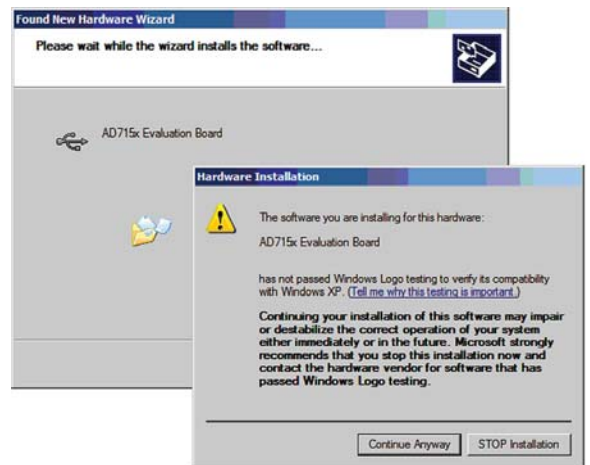 Found New Hardware Wizard
Please wait while the wizard installs the software...
AD715x Evaluation Board
Hardware Installation
The software you are installing for this hardware:
AD715x Evaluation Board
has not passed Windows Logo testing to verify its compatibility
with Windows XP. (Tell me why this testing is important.)
Continuing your installation of this software may impair
or destabilize the correct operation of your system
either immediately or in the future. Microsoft strongly
recommends that you stop this installation now and
contact the hardware vendor for software that has
passed Windows Logo testing.
Continue Anyway
STOP Installation